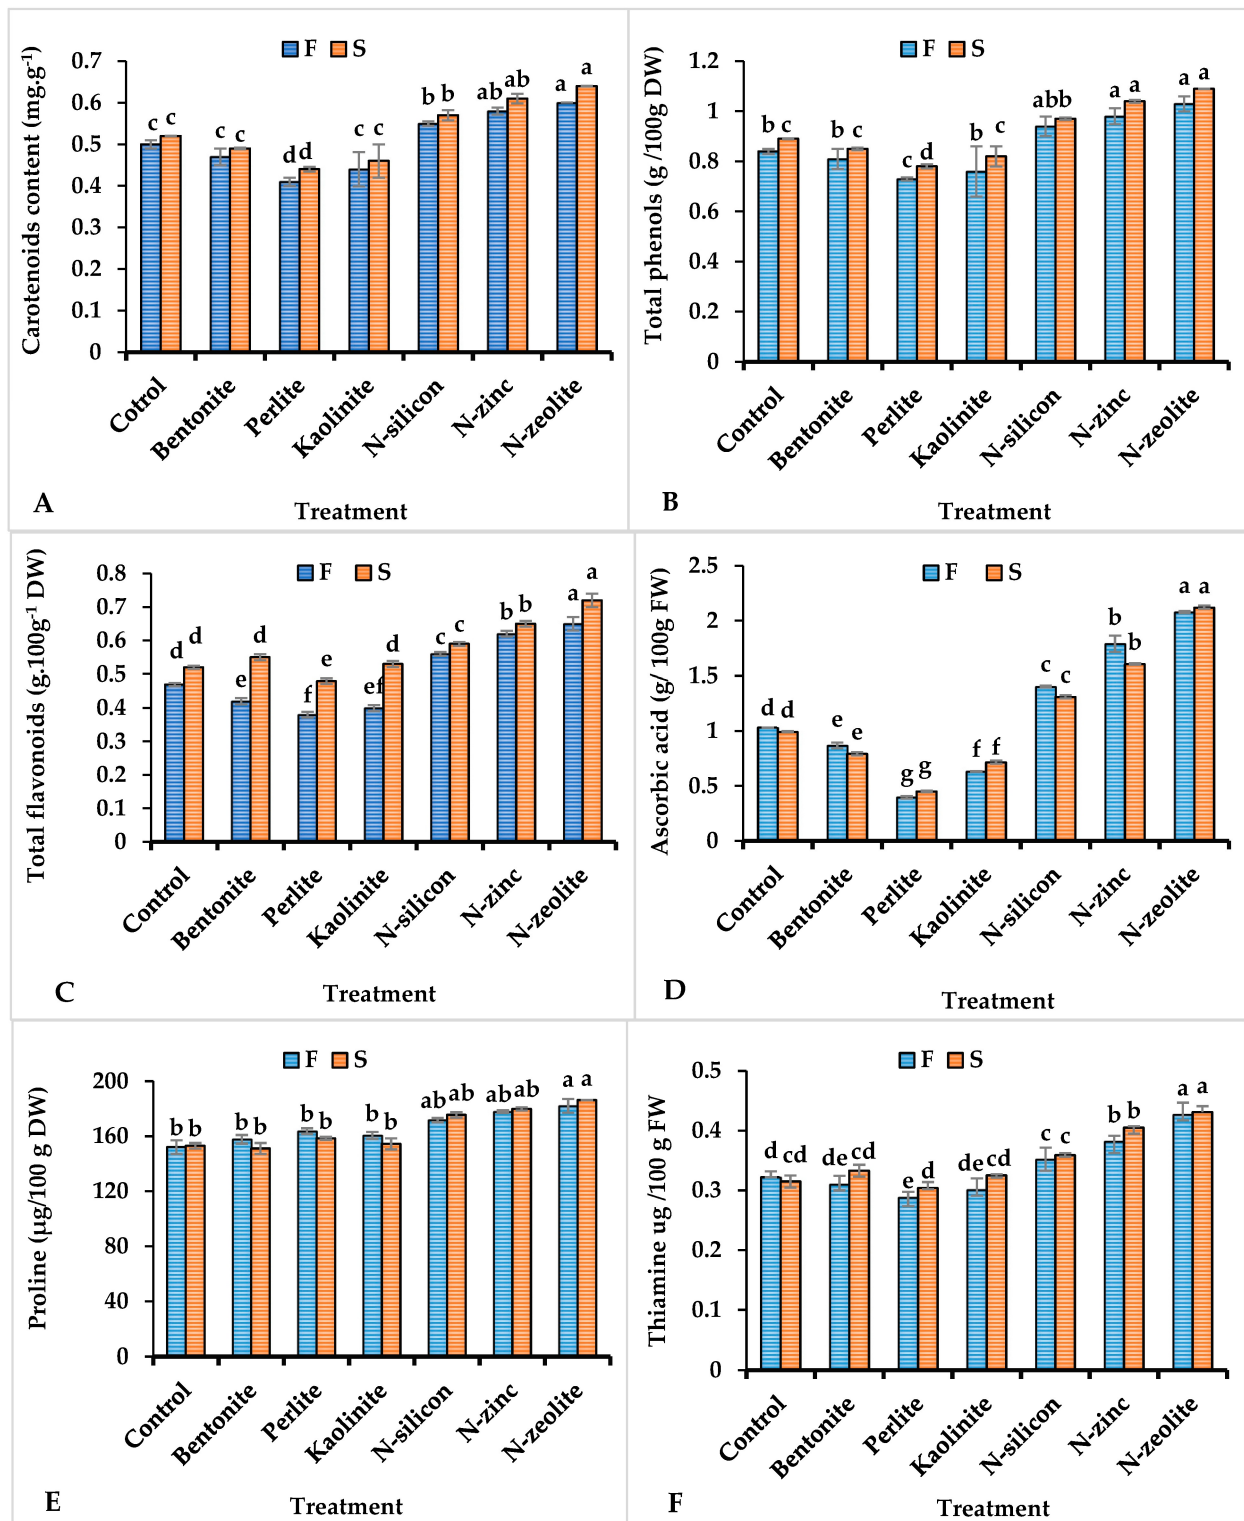 F S
Carotenoids content (mg.g-1)
0.7
0.6
0.5
0.4
0.3
0.2
0.1
0
c c c c d d c c b b ab ab a a
Cotrol Bentonite Perlite Kaolinite N-silicon N-zinc N-zeolite
A
Treatment
F S
Total phenols (g /100g DW)
1.2
1
0.8
0.6
0.4
0.2
0
b c b c c d b c abb a a a a
Control Bentonite Perlite Kaolinite N-silicon N-zinc N-zeolite
B
Treatment
F S
Total flavonoids (g.100g-1 DW)
0.8
0.7
0.6
0.5
0.4
0.3
0.2
0.1
0
d d e d f e ef d c c b b a a
Control Bentonite Perlite Kaolinite N-silicon N-zinc N-zeolite
C
Treatment
F S
Ascorbic acid (g/ 100g FW)
2.5
2
1.5
1
0.5
0
d d e e g g f f c c b b a a
Control Bentonite Perlite Kaolinite N-silicon N-zinc N-zeolite
D
Treatment
F S
Proline (µg/100 g DW)
200
160
120
80
40
0
b b b b b b b b ab ab ab ab a a
Control Bentonite Perlite Kaolinite N-silicon N-zinc N-zeolite
E
Treatment
F S
Thiamine ug /100 g FW
0.5
0.4
0.3
0.2
0.1
0
d cd de cd e d de cd c c b b a a
Control Bentonite Perlite Kaolinite N-silicon N-zinc N-zeolite
F
Treatment